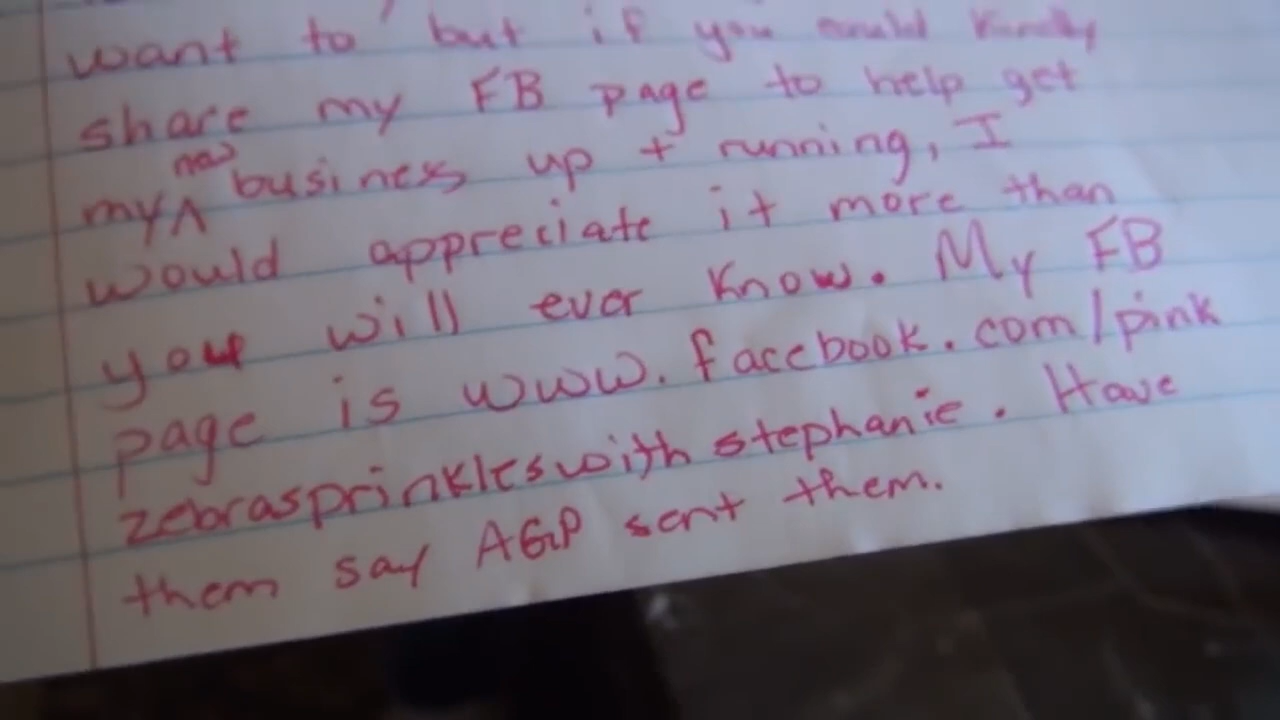 want to but if you could kindly
share my FB page to help get
my ^ new business up + running, I
would appreciate it more than
you will ever know. My FB
page is www.facebook.com/pink
zebrasprinkleswithstephanie. Have
them say AGP sent them.